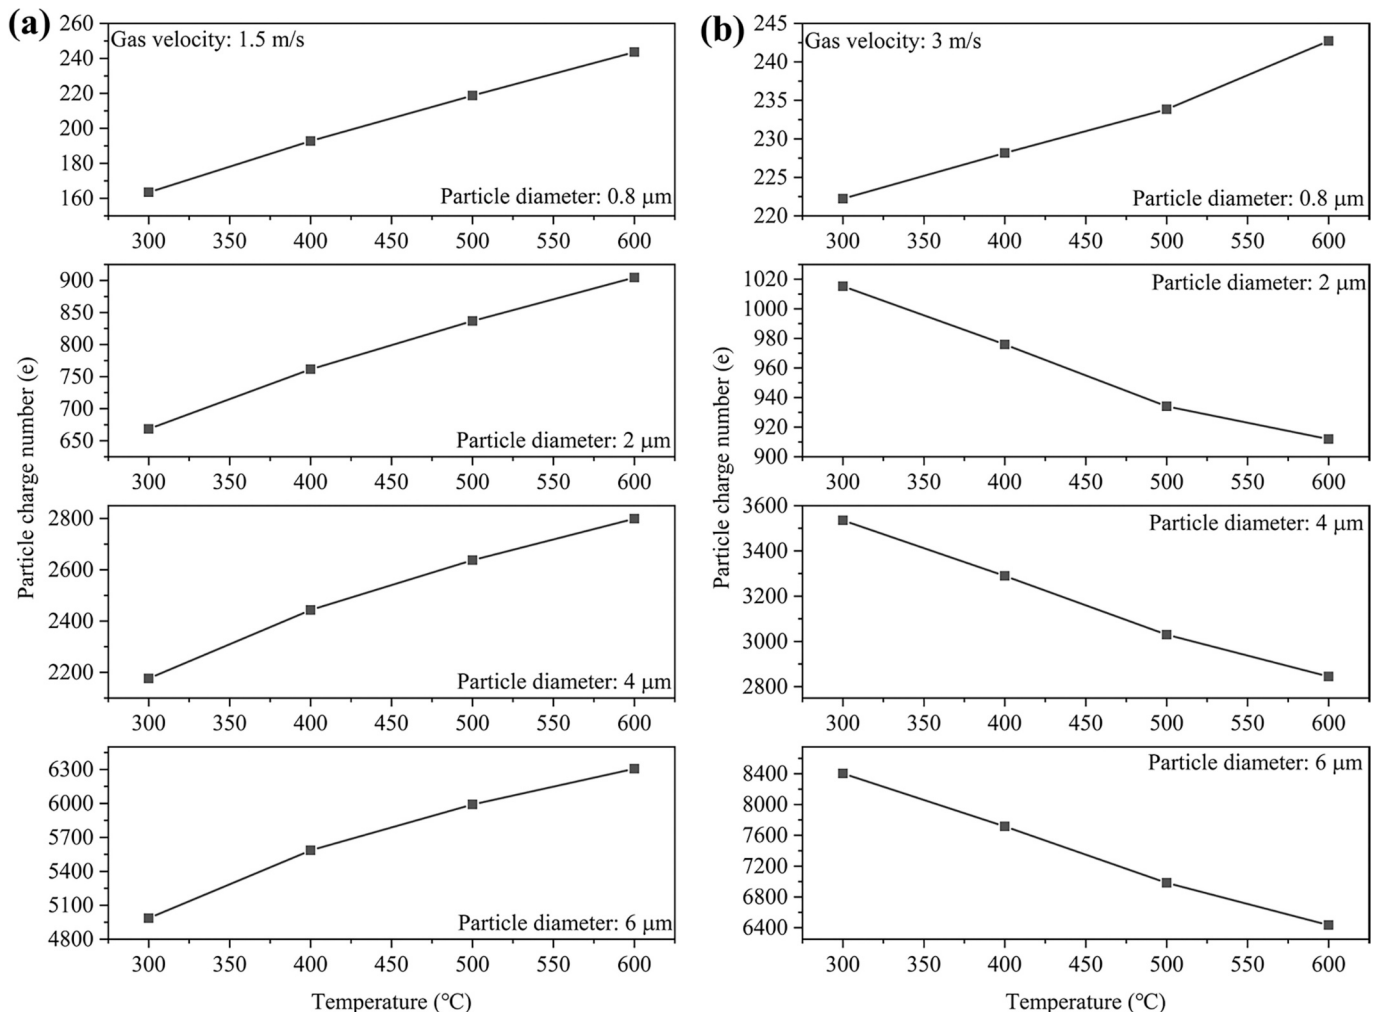 (a)
Gas velocity: 1.5 m/s
260
240
220
200
180
160
Particle diameter: 0.8 μm
300 350 400 450 500 550 600
900
850
800
750
700
650
Particle diameter: 2 μm
300 350 400 450 500 550 600
2800
2600
2400
2200
Particle diameter: 4 μm
300 350 400 450 500 550 600
6300
6000
5700
5400
5100
4800
Particle diameter: 6 μm
300 350 400 450 500 550 600
Particle charge number (e)
Temperature (℃)
(b)
Gas velocity: 3 m/s
245
240
235
230
225
220
Particle diameter: 0.8 μm
300 350 400 450 500 550 600
1020
1000
980
960
940
920
900
Particle diameter: 2 μm
300 350 400 450 500 550 600
3600
3400
3200
3000
2800
Particle diameter: 4 μm
300 350 400 450 500 550 600
8400
8000
7600
7200
6800
6400
Particle diameter: 6 μm
300 350 400 450 500 550 600
Particle charge number (e)
Temperature (℃)